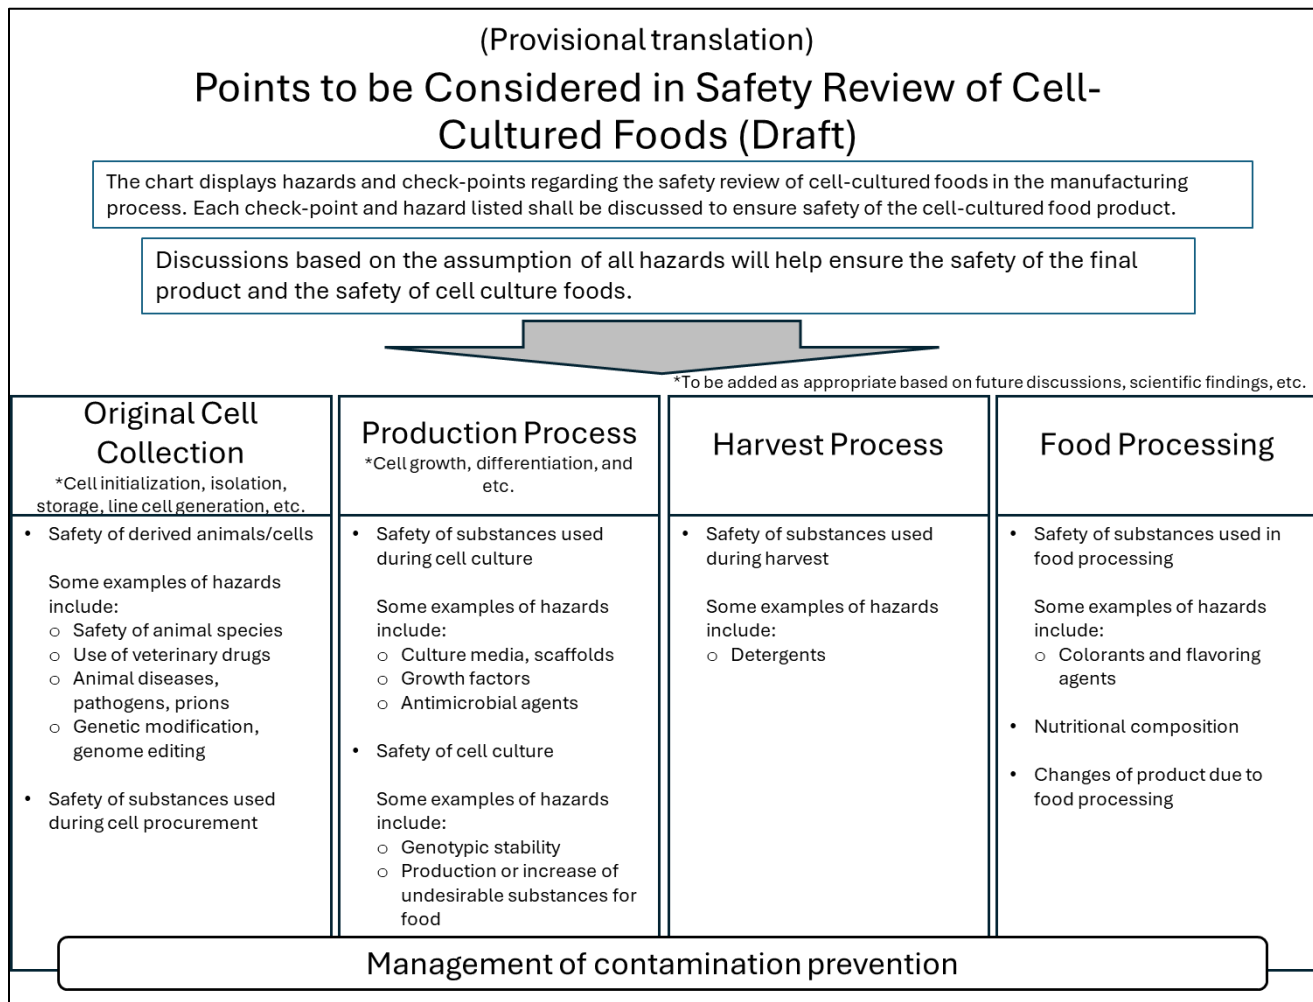 (Provisional translation)
Points to be Considered in Safety Review of Cell-
Cultured Foods (Draft)
The chart displays hazards and check-points regarding the safety review of cell-cultured foods in the manufacturing
process. Each check-point and hazard listed shall be discussed to ensure safety of the cell-cultured food product.
Discussions based on the assumption of all hazards will help ensure the safety of the final
product and the safety of cell culture foods.
*To be added as appropriate based on future discussions, scientific findings, etc.
Original Cell
Collection
*Cell initialization, isolation,
storage, line cell generation, etc.
• Safety of derived animals/cells
Some examples of hazards
include:
o Safety of animal species
o Use of veterinary drugs
o Animal diseases,
pathogens, prions
o Genetic modification,
genome editing
• Safety of substances used
during cell procurement
Production Process
*Cell growth, differentiation, and
etc.
• Safety of substances used
during cell culture
Some examples of hazards
include:
o Culture media, scaffolds
o Growth factors
o Antimicrobial agents
• Safety of cell culture
Some examples of hazards
include:
o Genotypic stability
o Production or increase of
undesirable substances for
food
Harvest Process
• Safety of substances used
during harvest
Some examples of hazards
include:
o Detergents
Food Processing
• Safety of substances used in
food processing
Some examples of hazards
include:
o Colorants and flavoring
agents
• Nutritional composition
• Changes of product due to
food processing
Management of contamination prevention